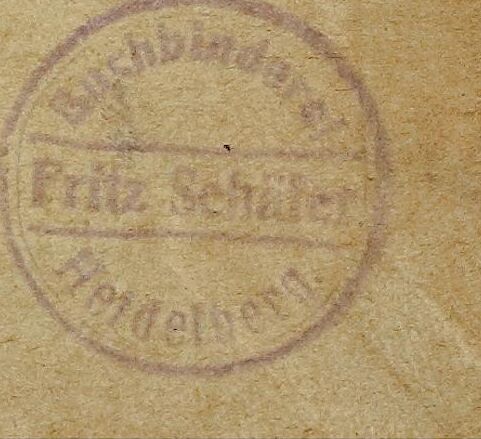 Buchbinderei
Fritz Schäfer
Heidelberg.